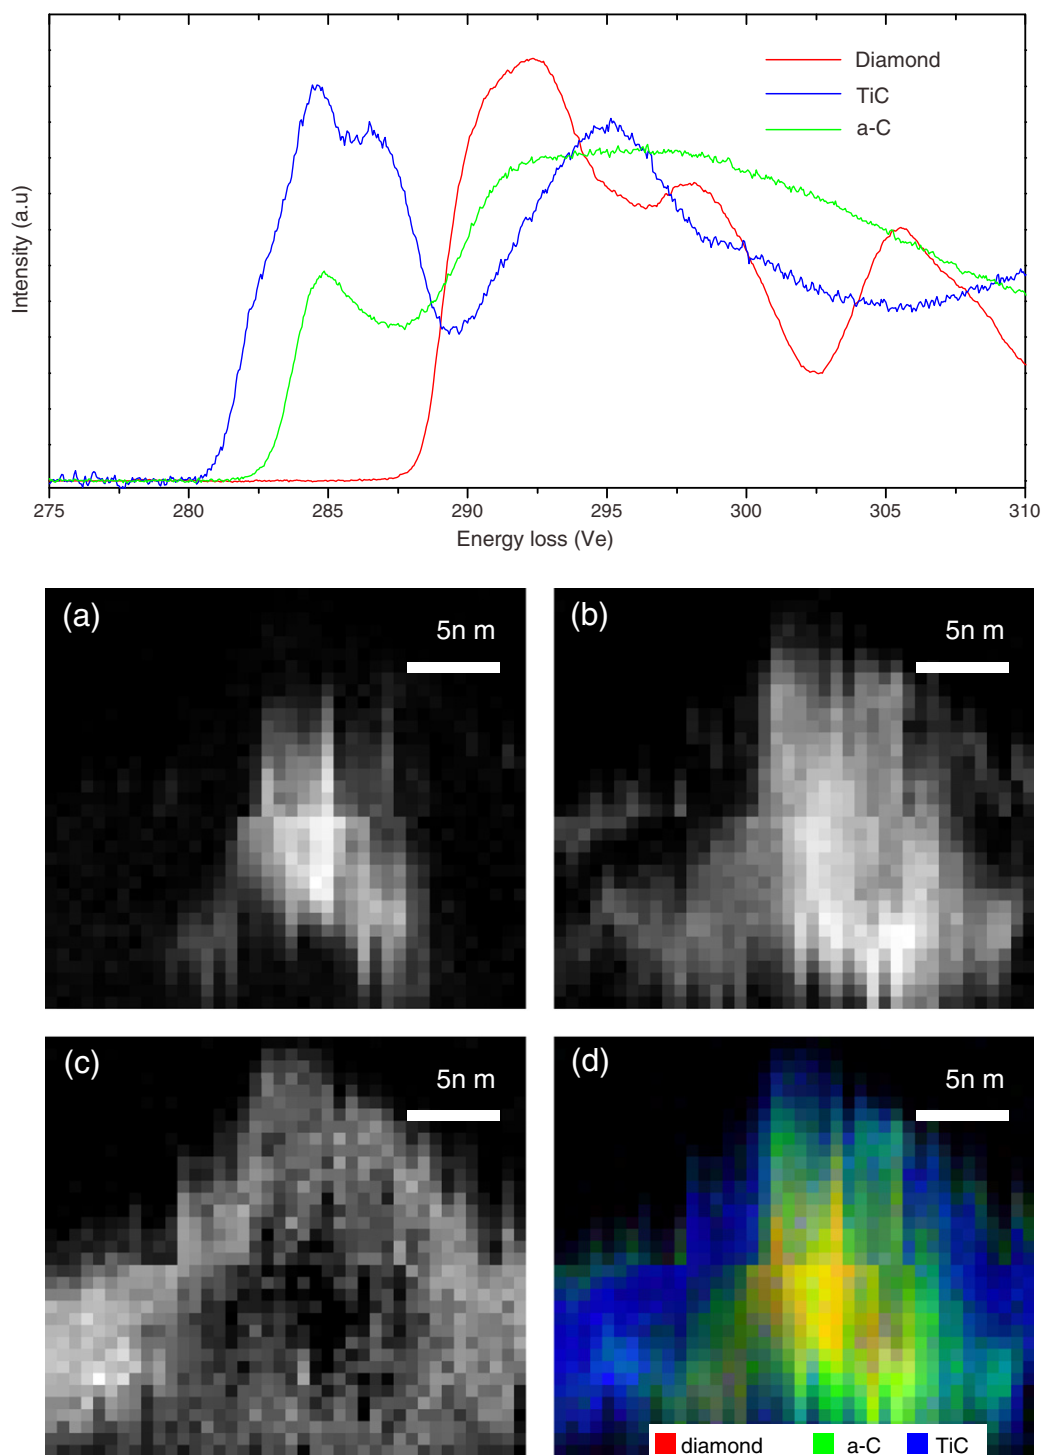 Diamond
TiC
a-C
Intensity (a.u)
275 280 285 290 295 300 305 310
Energy loss (Ve)
(a) 5n m
(b) 5n m
(c) 5n m
(d) 5n m
diamond a-C TiC